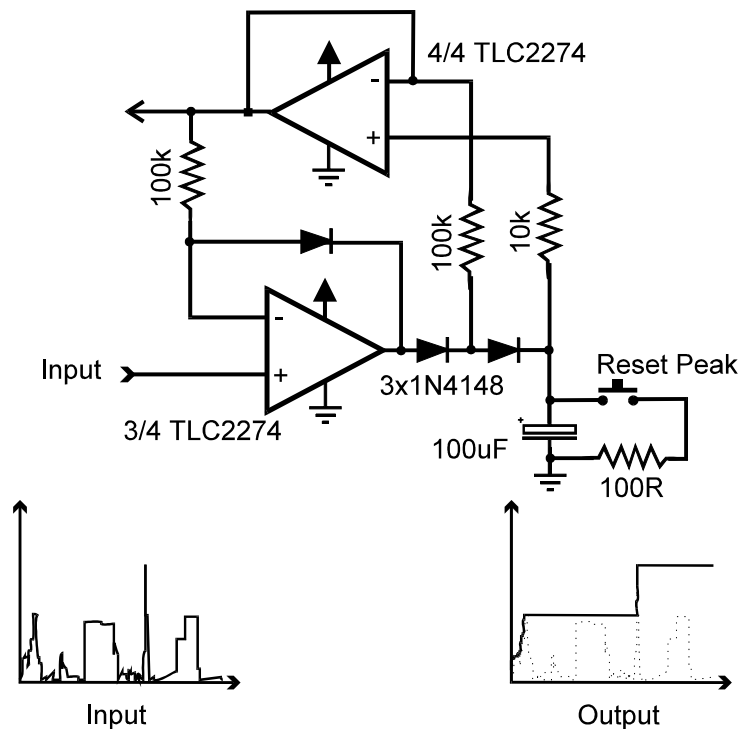 4/4 TLC2274
-
+
100k
100k
10k
-
+
Input
3x1N4148
Reset Peak
3/4 TLC2274
+
100uF
100R
Input
Output